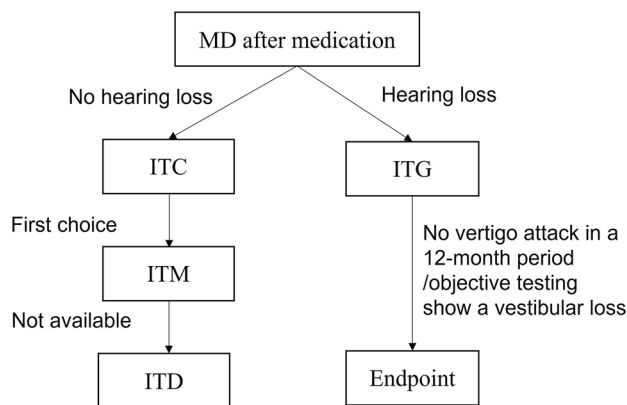 MD after medication
No hearing loss
Hearing loss
ITC
ITG
First choice
No vertigo attack in a
12-month period
/objective testing
show a vestibular loss
ITM
Not available
ITD
Endpoint